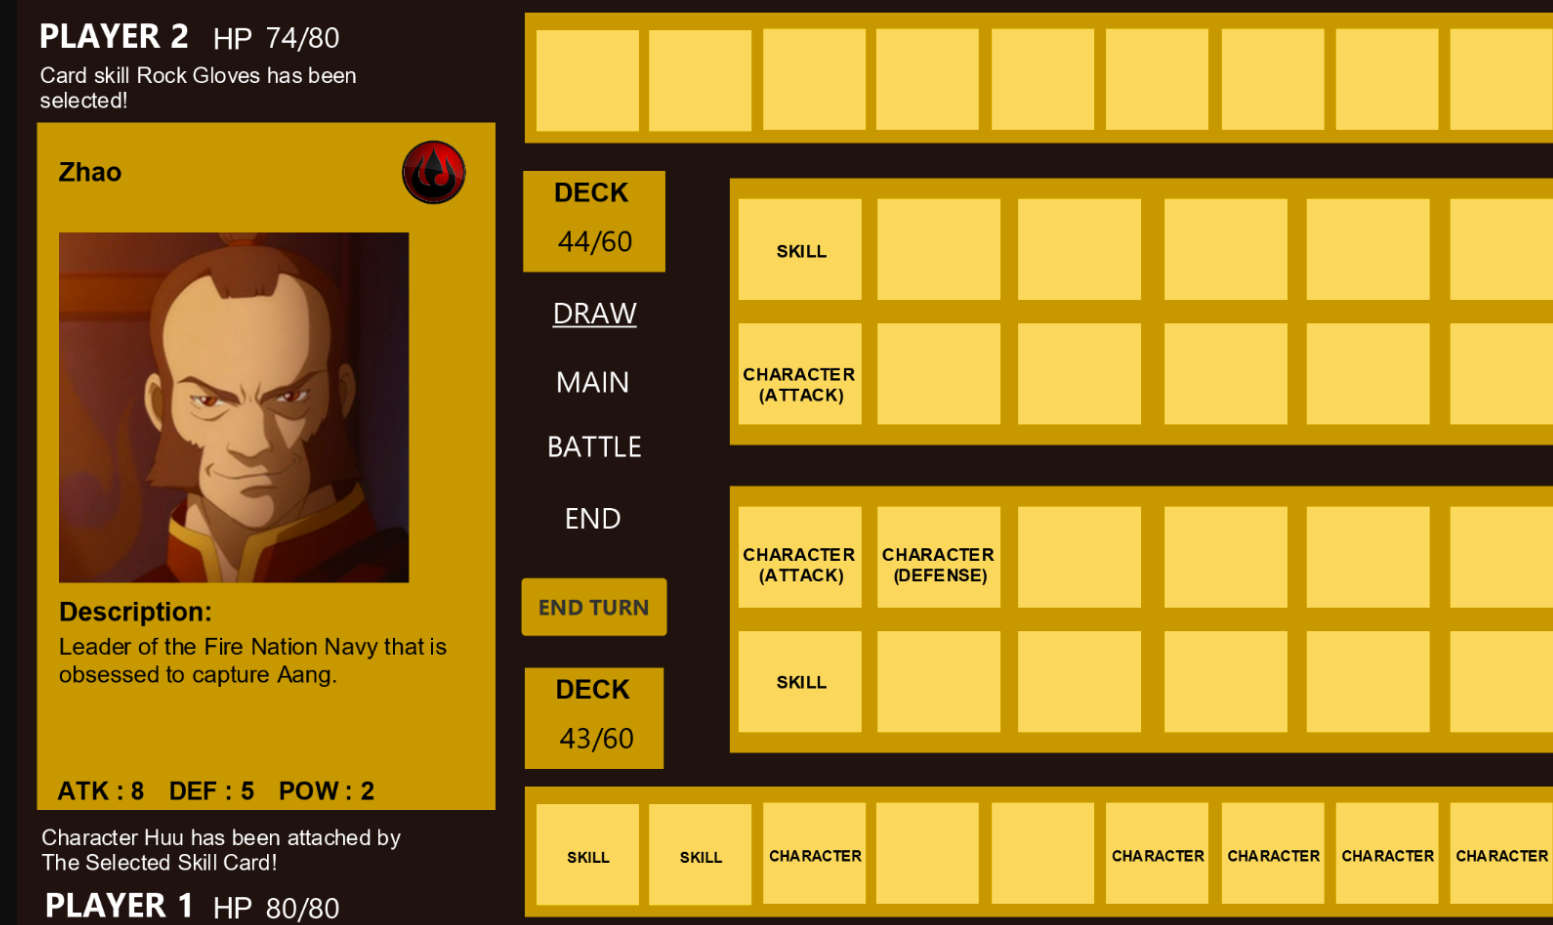 PLAYER 2 HP 74/80
Card skill Rock Gloves has been
selected!
Zhao
Description:
Leader of the Fire Nation Navy that is
obsessed to capture Aang.
ATK : 8 DEF : 5 POW : 2
Character Huu has been attached by
The Selected Skill Card!
PLAYER 1 HP 80/80
DECK
44/60
DRAW
MAIN
BATTLE
END
END TURN
DECK
43/60
SKILL
CHARACTER
(ATTACK)
CHARACTER
(ATTACK)
CHARACTER
(DEFENSE)
SKILL
SKILL SKILL CHARACTER CHARACTER CHARACTER CHARACTER CHARACTER